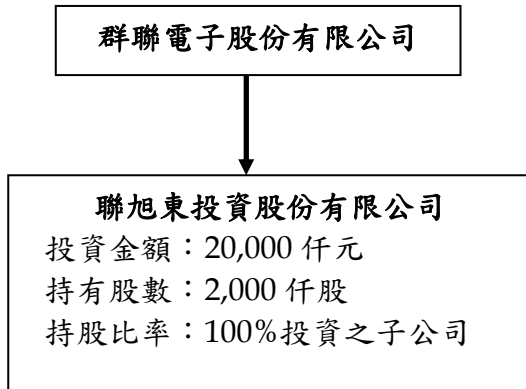 群聯電子股份有限公司
聯旭東投資股份有限公司
投資金額：20,000 仟元
持有股數：2,000 仟股
持股比率：100%投資之子公司